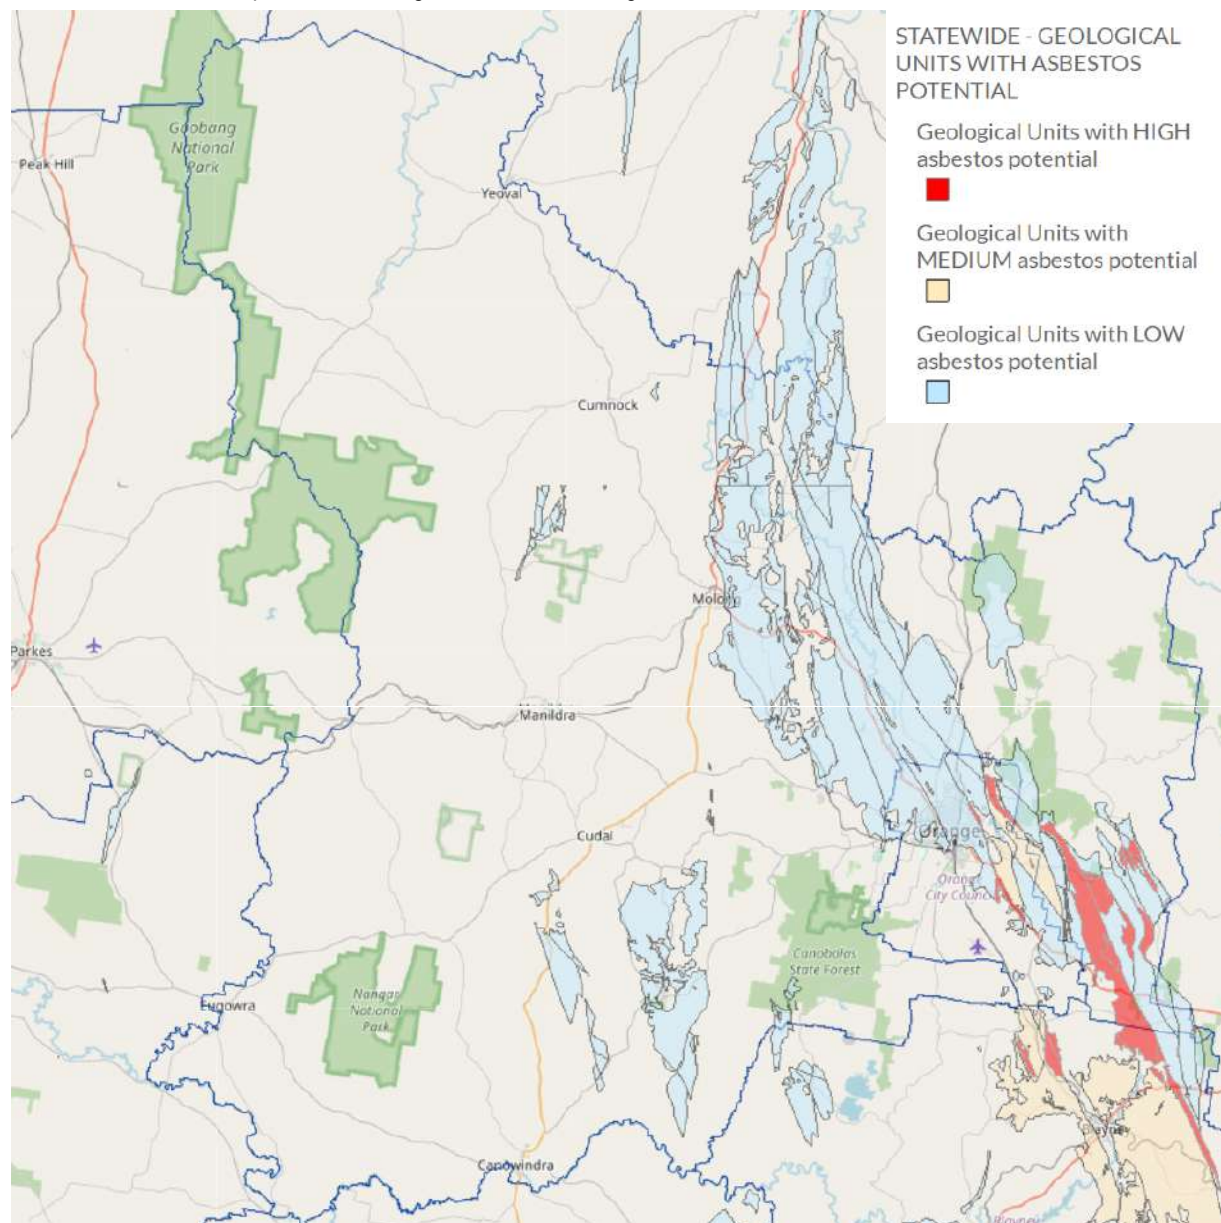 STATEWIDE - GEOLOGICAL
UNITS WITH ASBESTOS
POTENTIAL
Geological Units with HIGH
asbestos potential
Geological Units with
MEDIUM asbestos potential
Geological Units with LOW
asbestos potential
Goobang
National
Park
Peak Hill
Yeoval
Cumnock
Molong
Parkes
Manildra
Cudal
Orange
Orange
City Council
Canobolas
State Forest
Nangar
National
Park
Eugowra
Blayney
Canowindra
Blayney